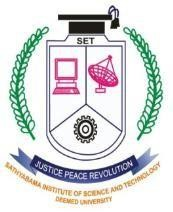 SET
JUSTICE PEACE REVOLUTION
SATHYABAMA INSTITUTE OF SCIENCE AND TECHNOLOGY
DEEMED UNIVERSITY